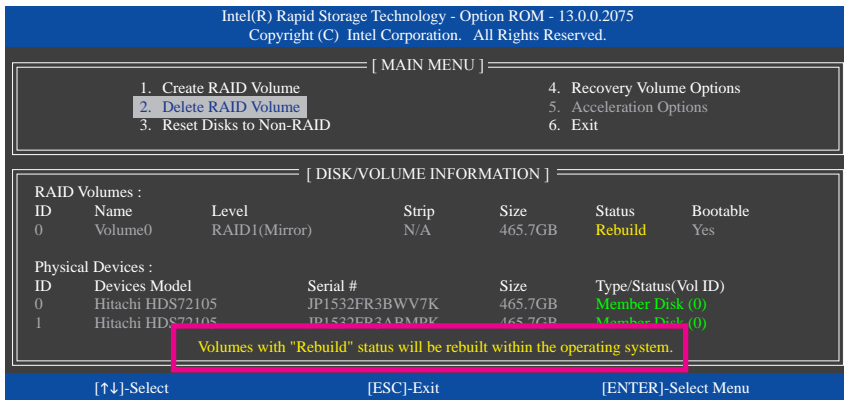 Intel(R) Rapid Storage Technology - Option ROM - 13.0.0.2075
Copyright (C) Intel Corporation. All Rights Reserved.
[ MAIN MENU ]
1. Create RAID Volume
2. Delete RAID Volume
3. Reset Disks to Non-RAID
4. Recovery Volume Options
5. Acceleration Options
6. Exit
[ DISK/VOLUME INFORMATION ]
RAID Volumes :
ID Name Level Strip Size Status Bootable
0 Volume0 RAID1(Mirror) N/A 465.7GB Rebuild Yes
Physical Devices :
ID Devices Model Serial # Size Type/Status(Vol ID)
0 Hitachi HDS72105 JP1532FR3BWV7K 465.7GB Member Disk (0)
1 Hitachi HDS72105 JP1532FR3ABMPK 465.7GB Member Disk (0)
Volumes with "Rebuild" status will be rebuilt within the operating system.
[↑↓]-Select [ESC]-Exit [ENTER]-Select Menu